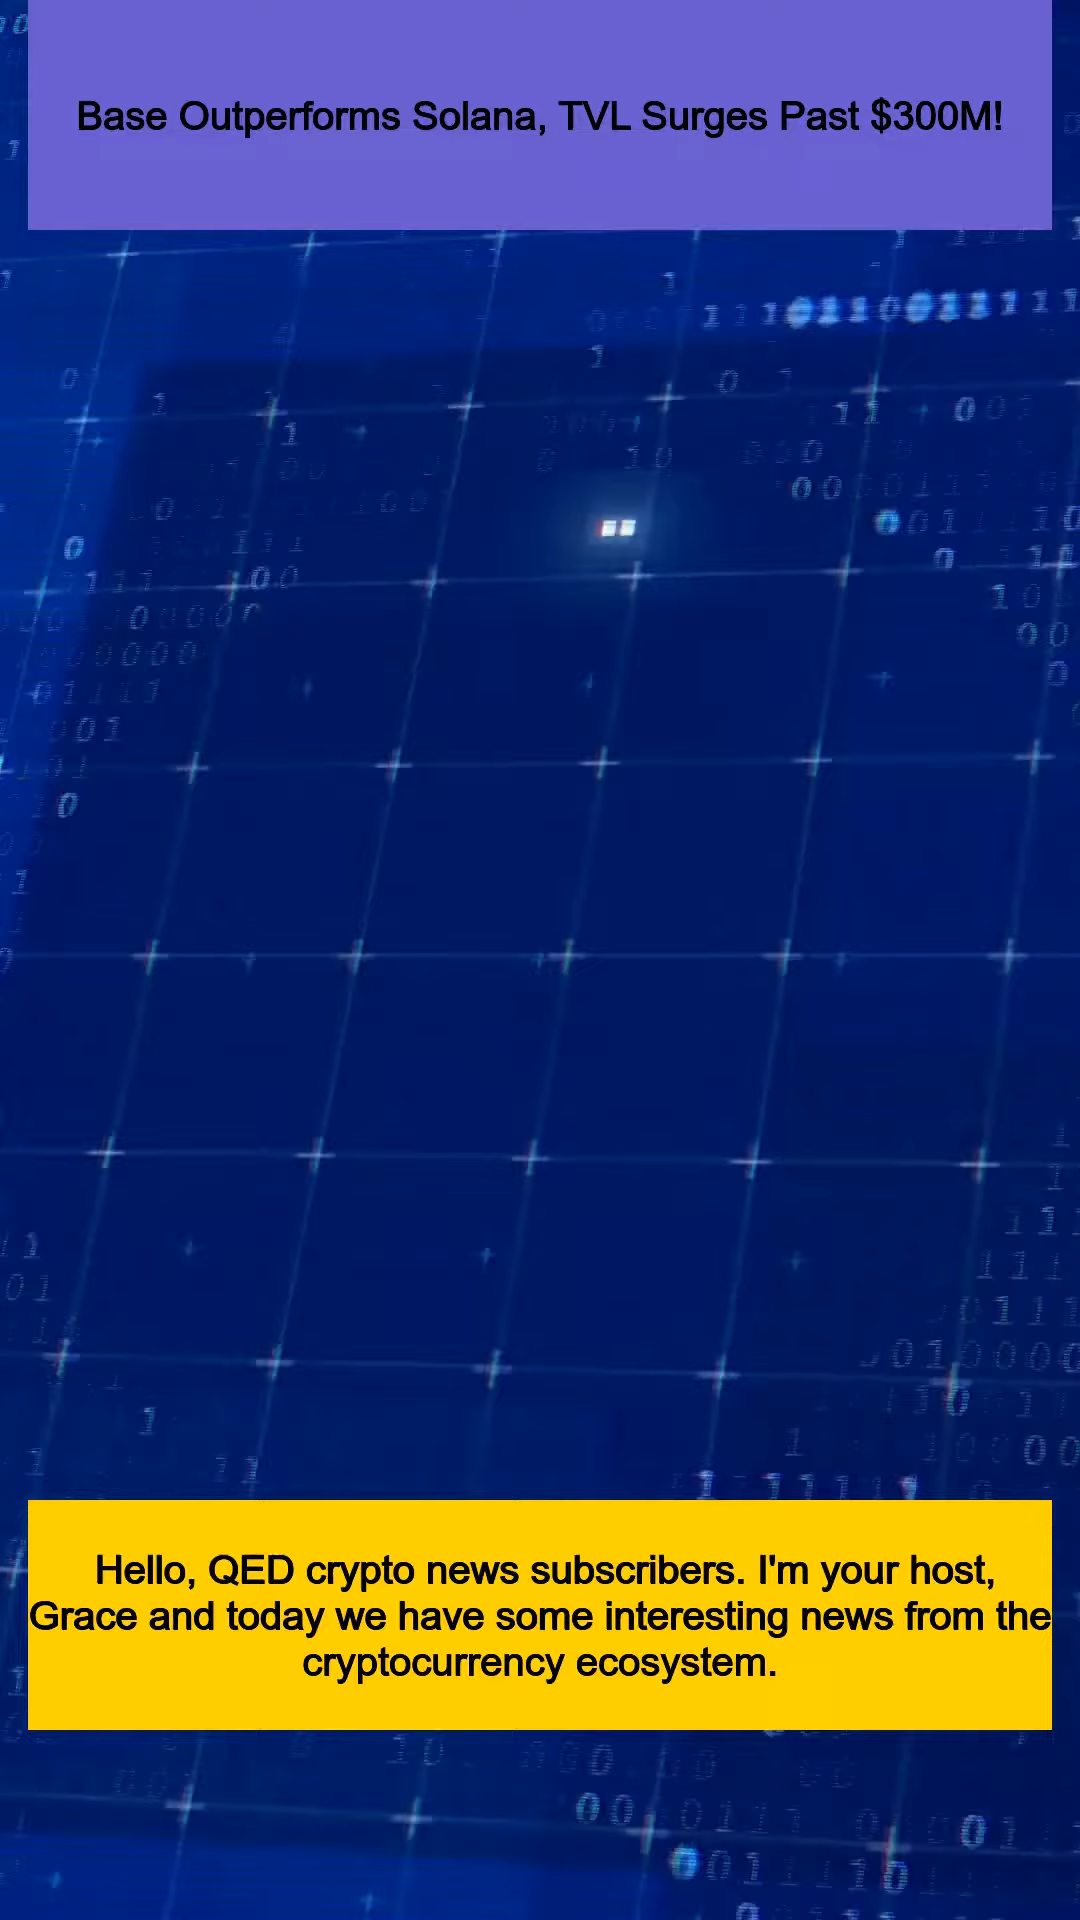 Base Outperforms Solana, TVL Surges Past $300M!
Hello, QED crypto news subscribers. I'm your host,
Grace and today we have some interesting news from the
cryptocurrency ecosystem.